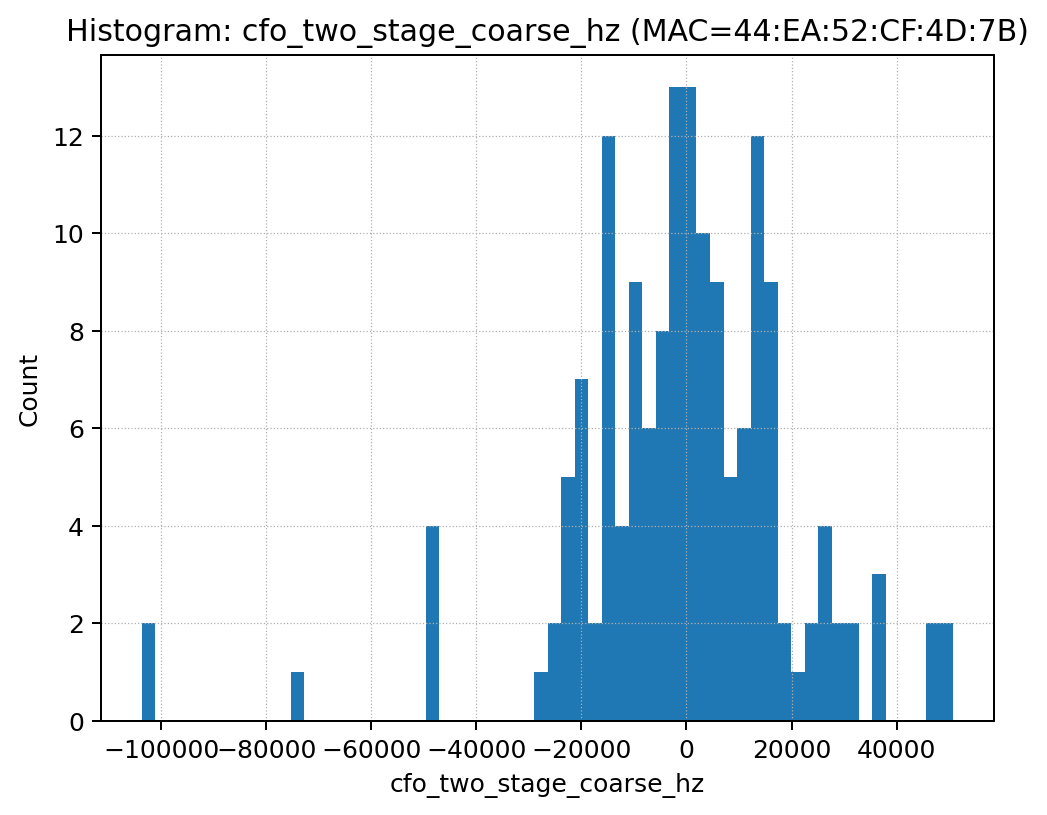 Histogram: cfo_two_stage_coarse_hz (MAC=44:EA:52:CF:4D:7B)
12
10
8
6
4
2
0
Count
−100000 −80000 −60000 −40000 −20000 0 20000 40000
cfo_two_stage_coarse_hz